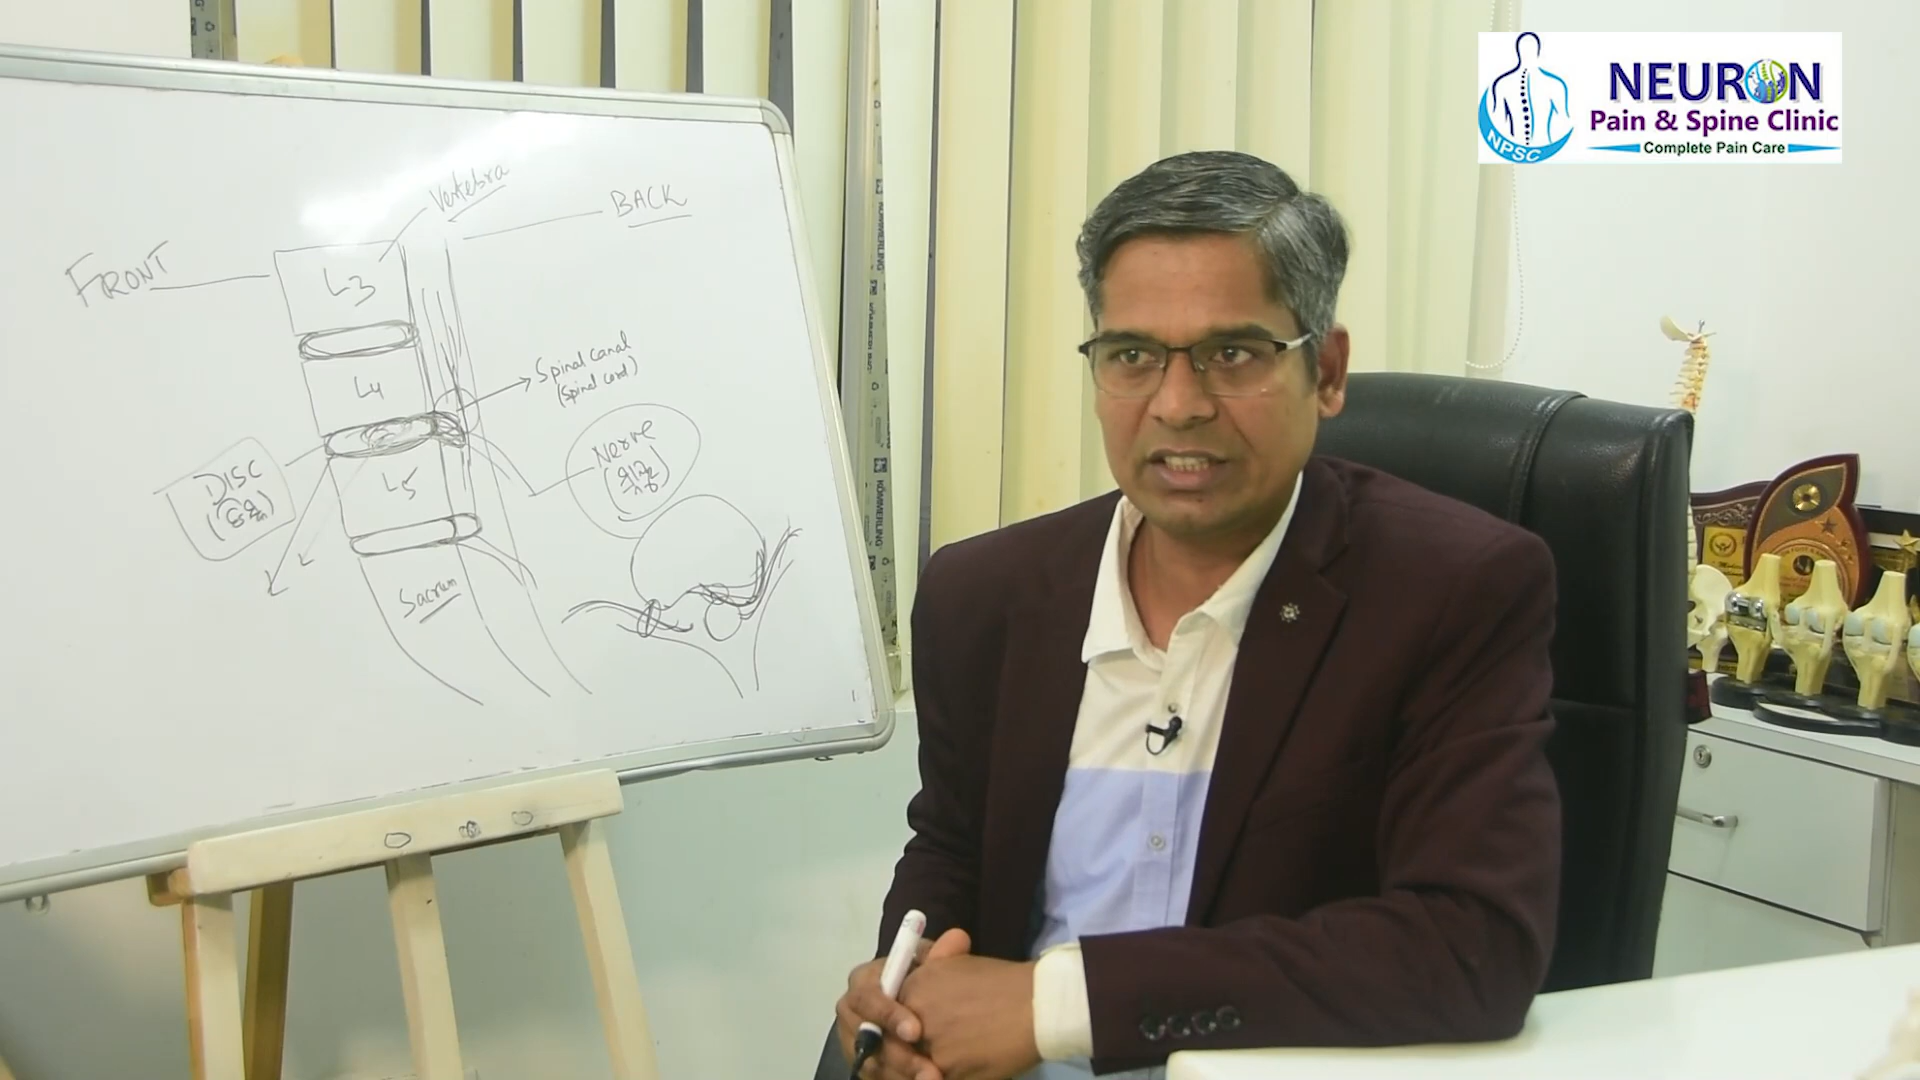 NEURON
Pain & Spine Clinic
Complete Pain Care
NPSC
Vertebra
BACK
FRONT
L3
Spinal canal
(Spinal cord)
L4
Nerve
DISC
(ଡିସ୍କ)
L5
Sacrum
KÖMMERLING